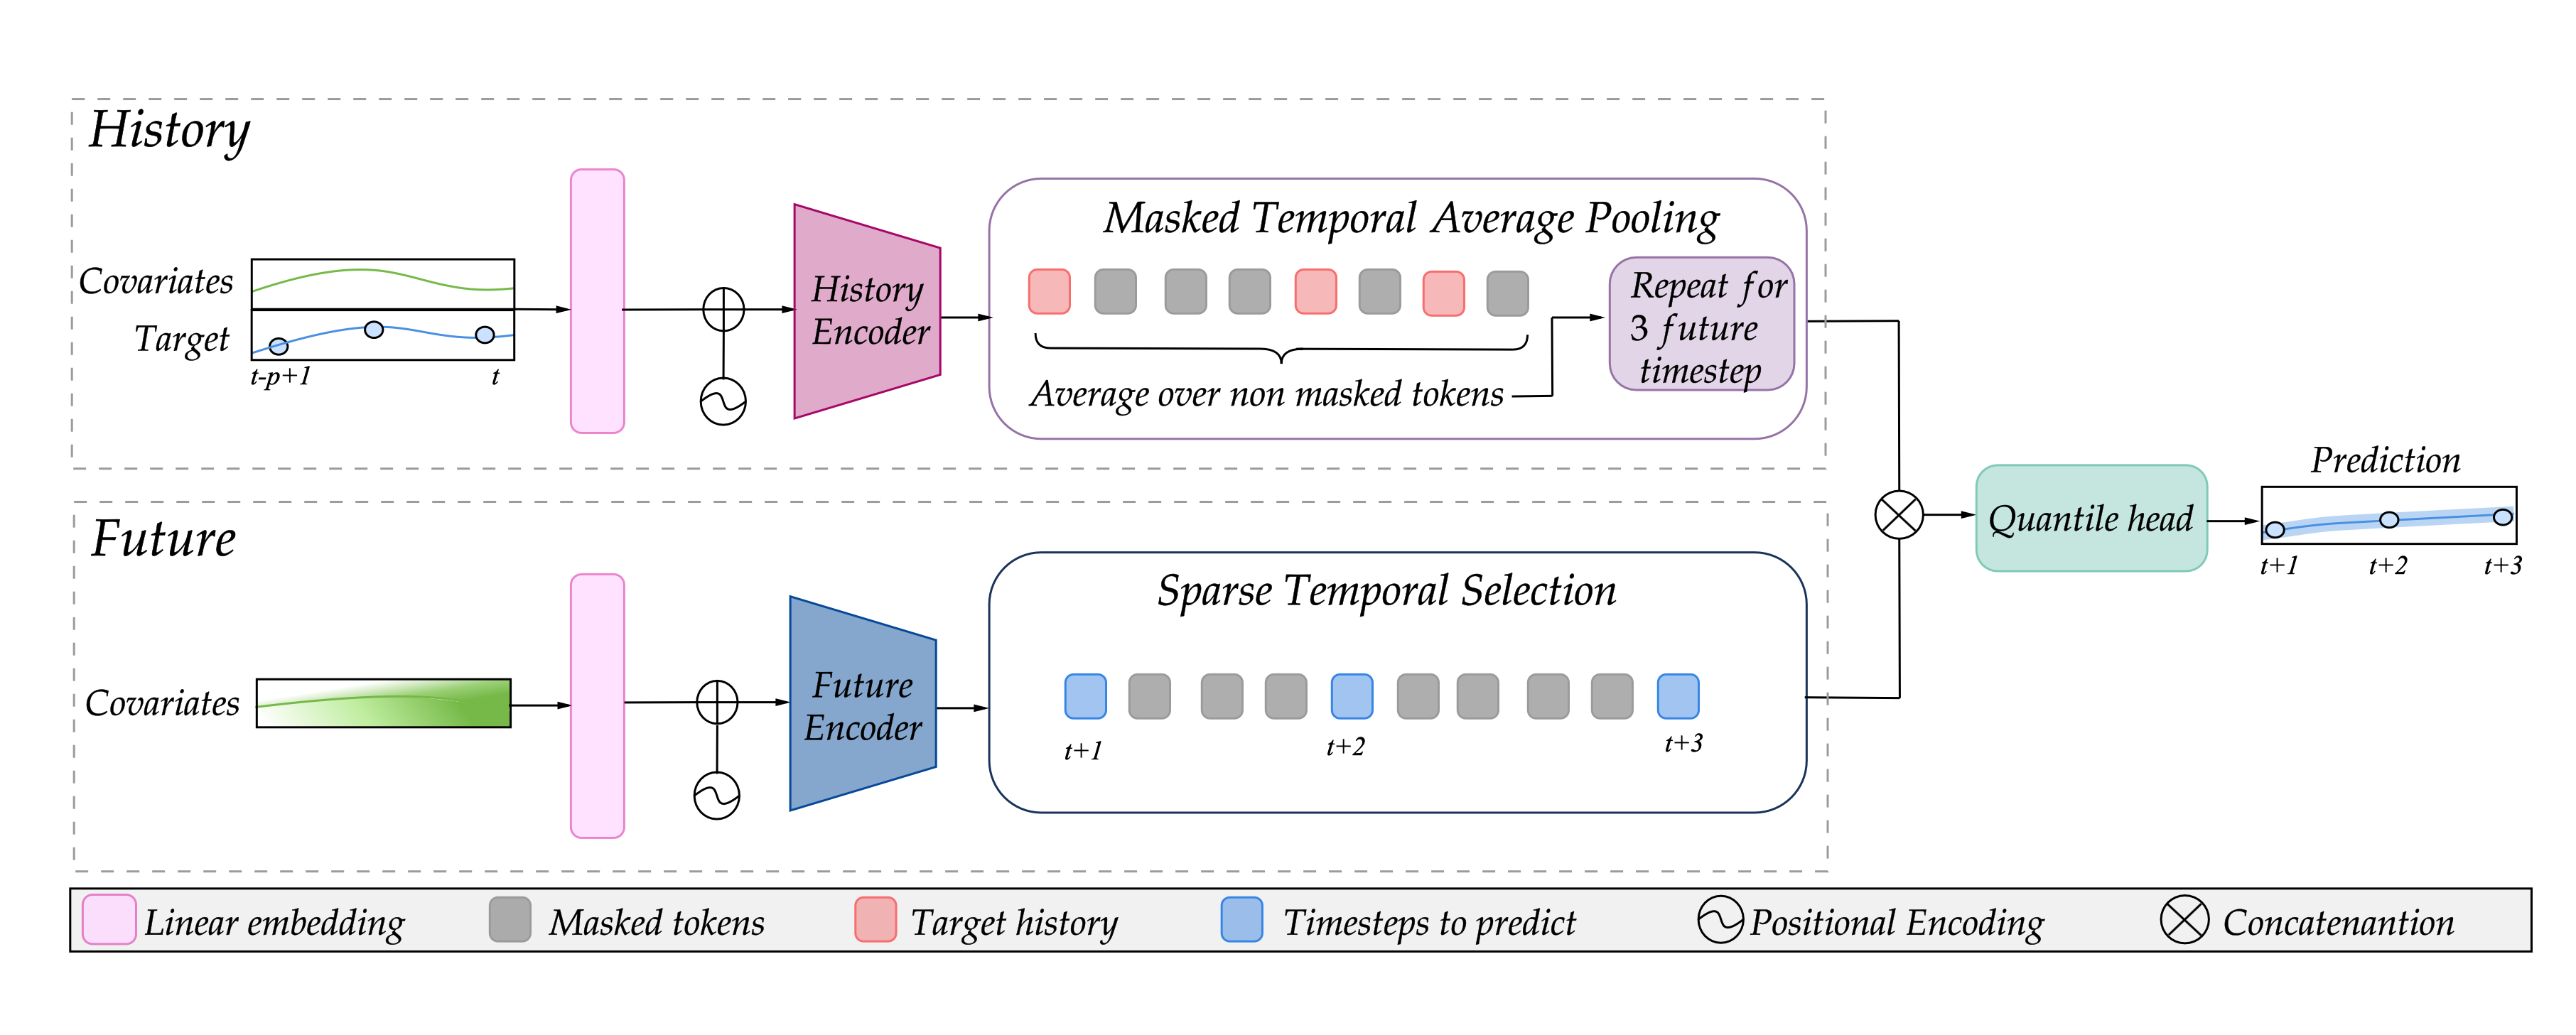 History
Covariates
Target
t-p+1
t
History
Encoder
Masked Temporal Average Pooling
Average over non masked tokens
Repeat for
3 future
timestep
Future
Covariates
Future
Encoder
Sparse Temporal Selection
t+1
t+2
t+3
Quantile head
Prediction
t+1
t+2
t+3
Linear embedding
Masked tokens
Target history
Timesteps to predict
Positional Encoding
Concatenantion